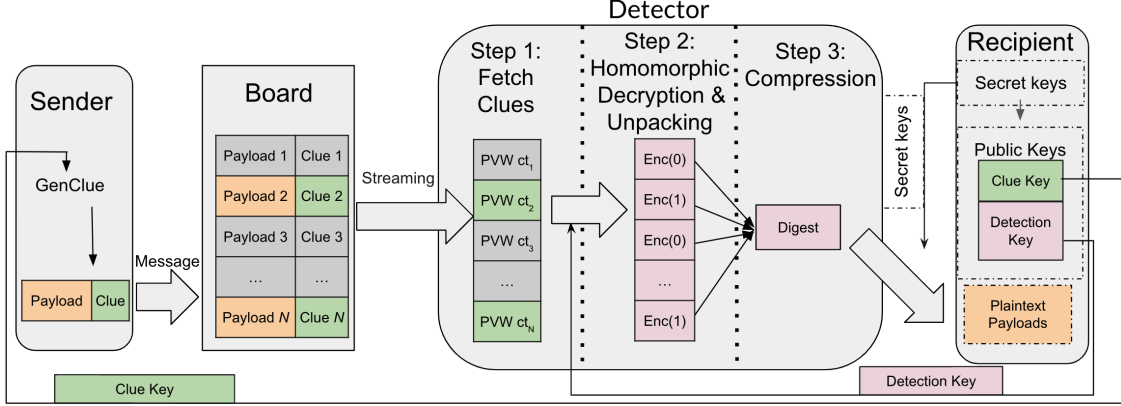 Detector
Sender
GenClue
Payload Clue
Message
Board
Payload 1 Clue 1
Payload 2 Clue 2
Payload 3 Clue 3
... ...
Payload N Clue N
Streaming
Step 1:
Fetch
Clues
PVW ct1
PVW ct2
PVW ct3
...
PVW ctN
Step 2:
Homomorphic
Decryption &
Unpacking
Enc(0)
Enc(1)
Enc(0)
...
Enc(1)
Step 3:
Compression
Digest
Secret keys
Recipient
Secret keys
Public Keys
Clue Key
Detection
Key
Plaintext
Payloads
Clue Key
Detection Key